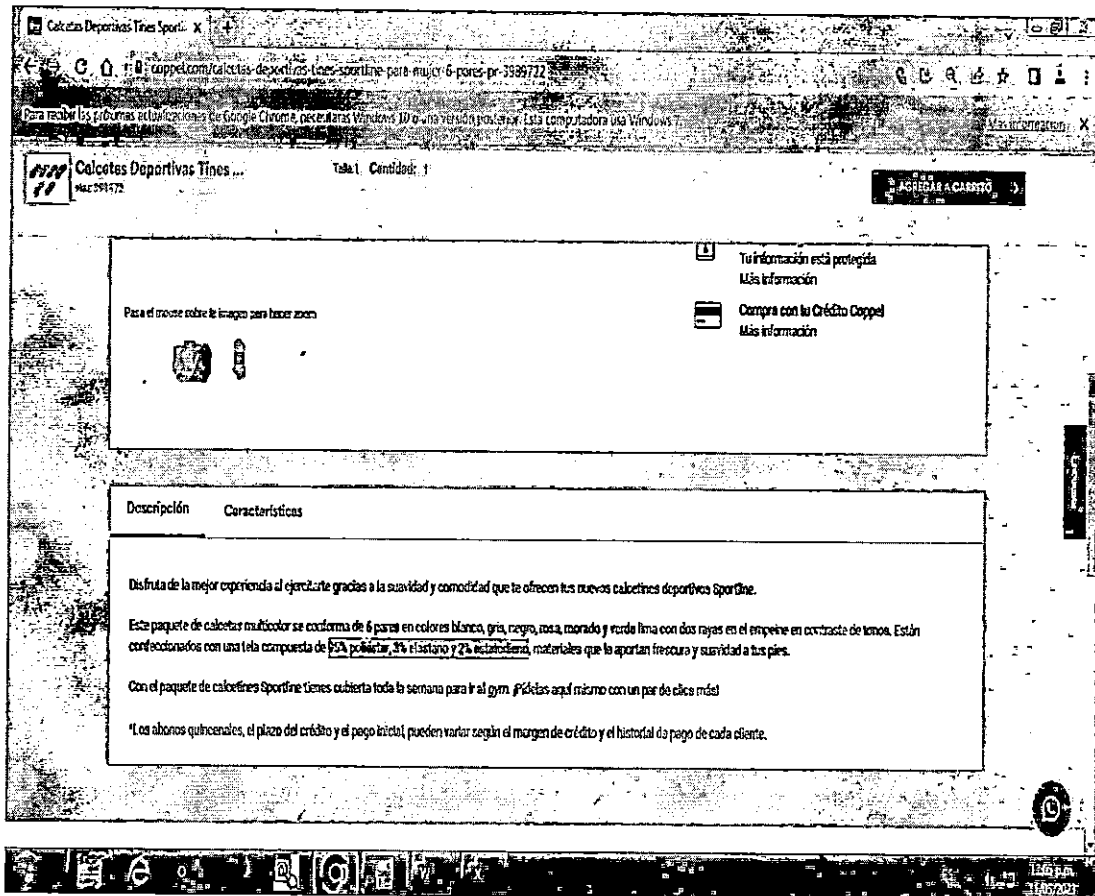 Calcetas Deportivas Tines Sporti X +
coppel.com/calcetas-deportivas-tines-sportline-para-mujer-6-pares-pr-3989722
Para recibir las próximas actualizaciones de Google Chrome, necesitarás Windows 10 o una versión posterior. Esta computadora usa Windows 7.
Más información X
Calcetas Deportivas Tines ...
Talla: 1 Cantidad: 1
AGREGAR A CARRITO
Tu información está protegida
Más información
Pasa el mouse sobre la imagen para hacer zoom
Compra con tu Crédito Coppel
Más información
Descripción Características
Disfruta de la mejor experiencia al ejercitarte gracias a la suavidad y comodidad que te ofrecen tus nuevos calcetines deportivos Sportline.
Este paquete de calcetas multicolor se conforma de 6 pares en colores blanco, gris, negro, rosa, morado y verde lima con dos rayas en el empeine en contraste de tonos. Están
confeccionados con una tela compuesta de 95% poliéster, 3% elastano y 2% materiales que le aportan frescura y suavidad a tus pies.
Con el paquete de calcetines Sportline tienes cubierta toda la semana para ir al gym. ¡Pídelas aquí mismo con un par de clics más!
*Los abonos quincenales, el plazo del crédito y el pago inicial, pueden variar según el margen de crédito y el historial de pago de cada cliente.